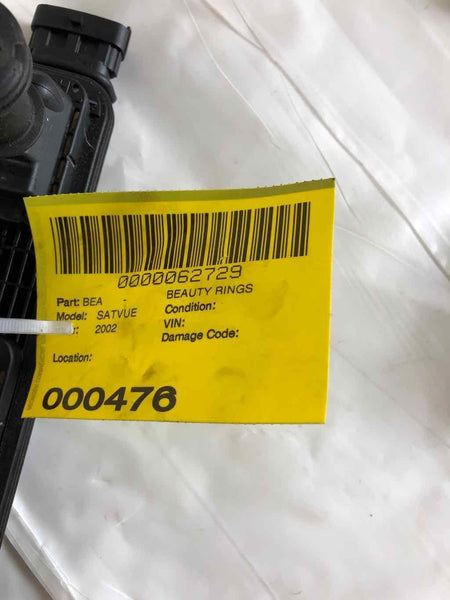 0000062729
Part: BEA - BEAUTY RINGS
Model: SATVUE Condition:
r: 2002 VIN:
Damage Code:
Location:
000476